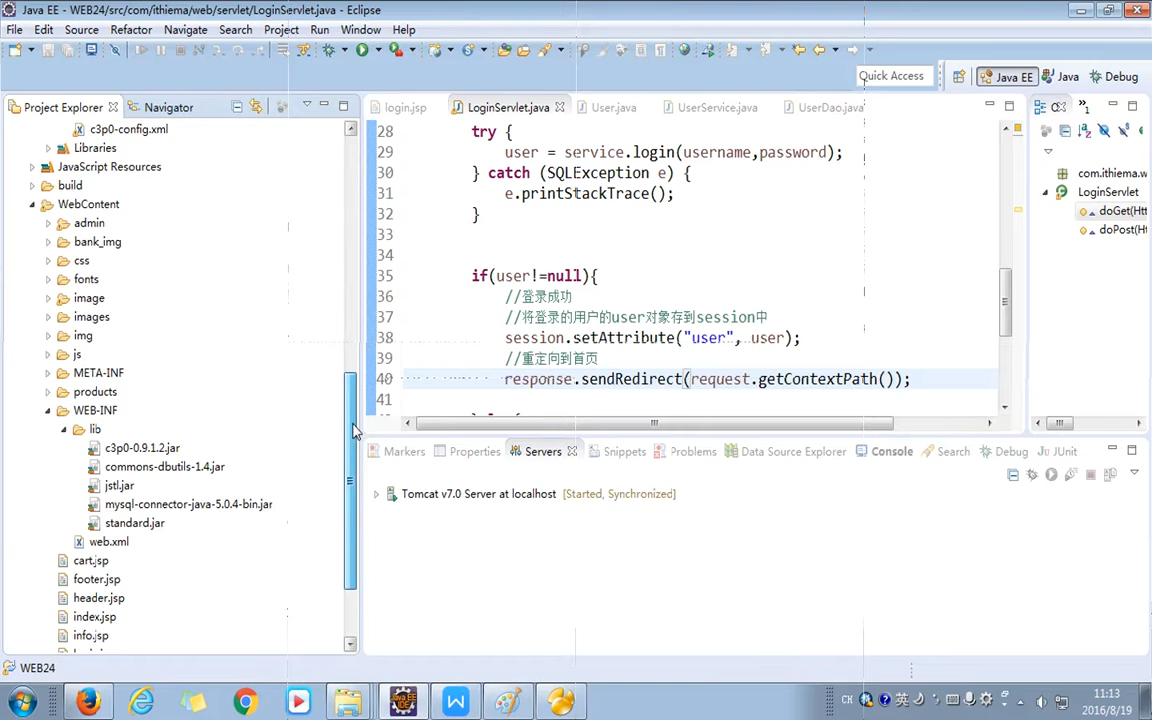 Java EE - WEB24/src/com/ithiema/web/servlet/LoginServlet.java - Eclipse
File Edit Source Refactor Navigate Search Project Run Window Help
Quick Access
Java EE
Java
Debug
Project Explorer
Navigator
c3p0-config.xml
Libraries
JavaScript Resources
build
WebContent
admin
bank_img
css
fonts
image
images
img
js
META-INF
products
WEB-INF
lib
c3p0-0.9.1.2.jar
commons-dbutils-1.4.jar
jstl.jar
mysql-connector-java-5.0.4-bin.jar
standard.jar
web.xml
cart.jsp
footer.jsp
header.jsp
index.jsp
info.jsp
login.jsp LoginServlet.java User.java UserService.java UserDao.java
28 try {
29 user = service.login(username,password);
30 } catch (SQLException e) {
31 e.printStackTrace();
32 }
33
34
35 if(user!=null){
36 //登录成功
37 //将登录的用户的user对象存到session中
38 session.setAttribute("user", user);
39 //重定向到首页
40 response.sendRedirect(request.getContextPath());
41
com.ithiema.w
LoginServlet
doGet(Ht
doPost(Ht
Markers Properties Servers Snippets Problems Data Source Explorer Console Search Debug JUnit
Tomcat v7.0 Server at localhost [Started, Synchronized]
WEB24
CH
英
11:13
2016/8/19